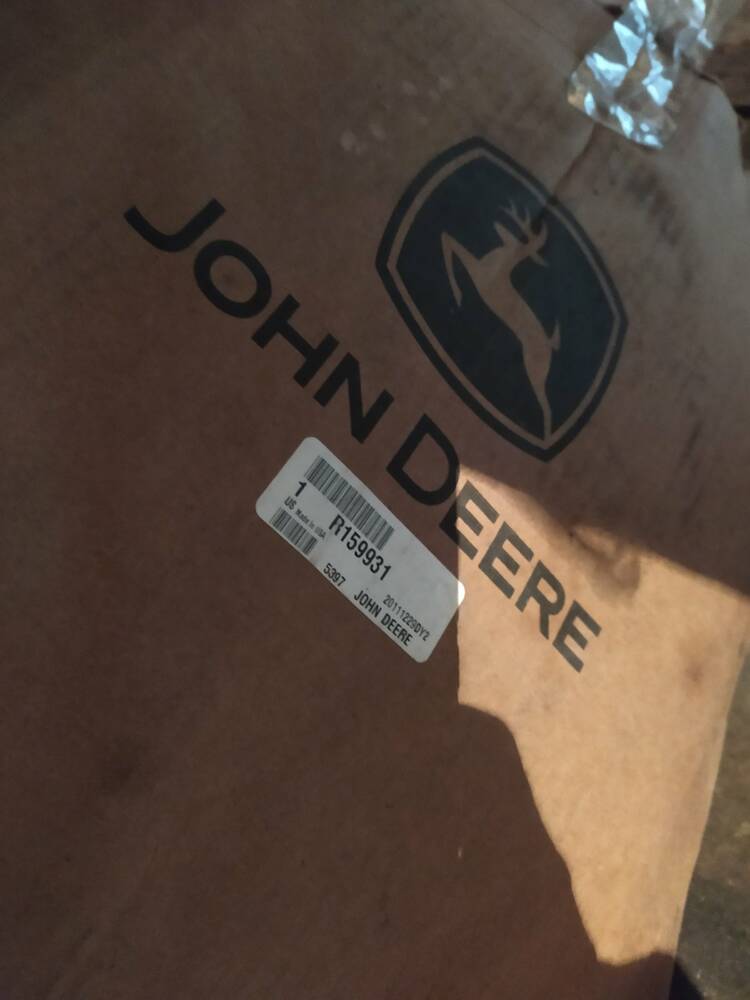 JOHN DEERE
1 R159931
US Made in USA
20111229DY2
5397 JOHN DEERE